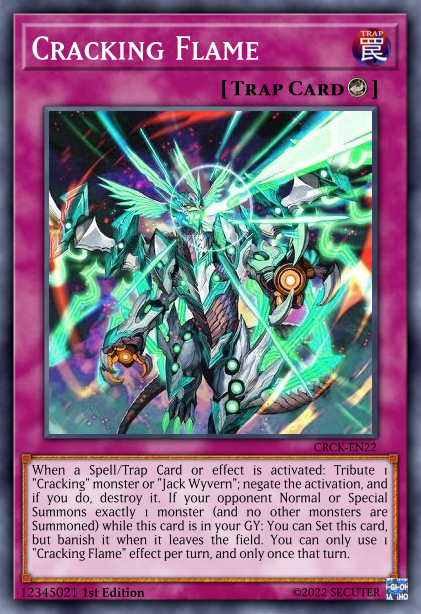 CRACKING FLAME
TRAP
罠
[TRAP CARD]
CRCK-EN22
When a Spell/Trap Card or effect is activated: Tribute 1
"Cracking" monster or "Jack Wyvern"; negate the activation, and
if you do, destroy it. If your opponent Normal or Special
Summons exactly 1 monster (and no other monsters are
Summoned) while this card is in your GY: You can Set this card,
but banish it when it leaves the field. You can only use 1
"Cracking Flame" effect per turn, and only once that turn.
12345021 1st Edition ©2022 SECUTER